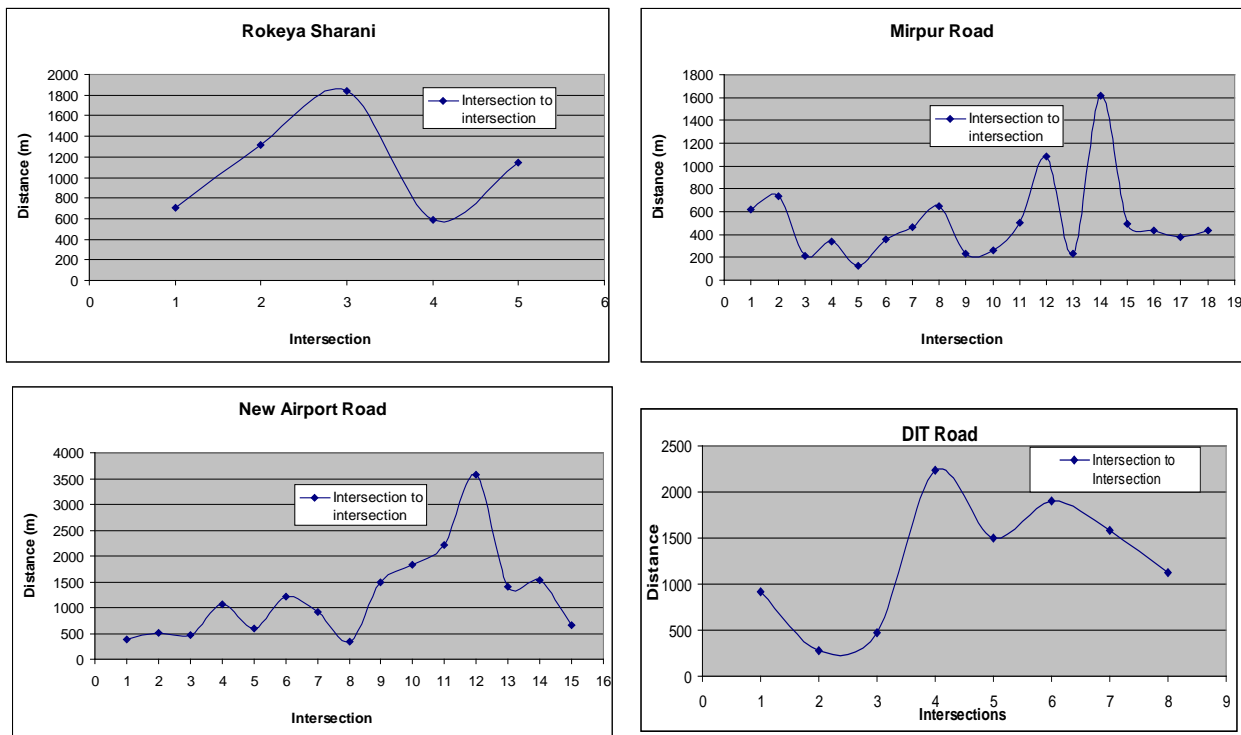 Rokeya Sharani
2000
1800
1600
1400
1200
1000
800
600
400
200
0
Distance (m)
Intersection to
intersection
0 1 2 3 4 5 6
Intersection
Mirpur Road
1800
1600
1400
1200
1000
800
600
400
200
0
Distance (m)
Intersection to
intersection
0 1 2 3 4 5 6 7 8 9 10 11 12 13 14 15 16 17 18 19
Intersection
New Airport Road
4000
3500
3000
2500
2000
1500
1000
500
0
Distance (m)
Intersection to
intersection
0 1 2 3 4 5 6 7 8 9 10 11 12 13 14 15 16
Intersection
DIT Road
2500
2000
1500
1000
500
0
Distance
Intersection to
Intersection
0 1 2 3 4 5 6 7 8 9
Intersections